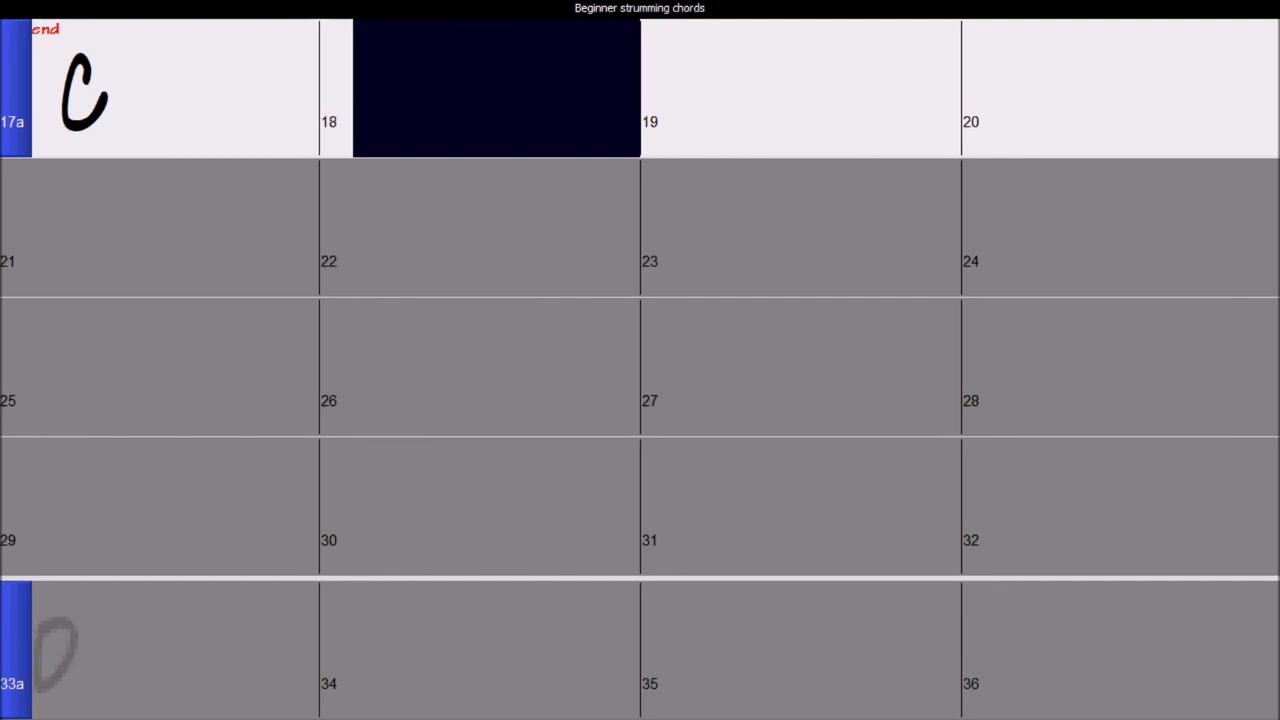 Beginner strumming chords
end
C
17a 18 19 20
21 22 23 24
25 26 27 28
29 30 31 32
D
33a 34 35 36